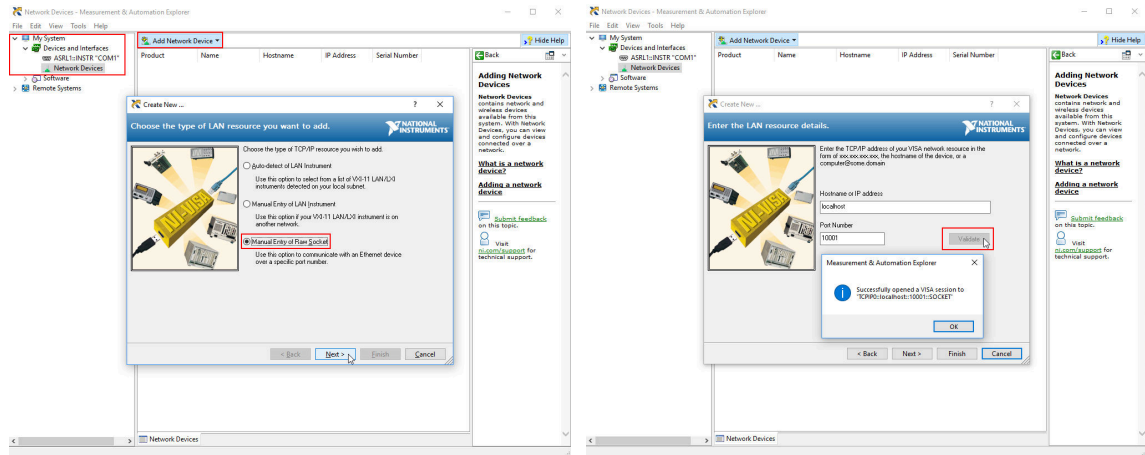 Network Devices - Measurement & Automation Explorer
File Edit View Tools Help
My System
Devices and Interfaces
ASRL1::INSTR "COM1"
Network Devices
Software
Remote Systems
Add Network Device
Hide Help
Product Name Hostname IP Address Serial Number
Back
Adding Network
Devices
Network Devices
contains network and
wireless devices
available from this
system. With Network
Devices, you can view
and configure devices
connected over a
network.
What is a network
device?
Adding a network
device
Submit feedback
on this topic.
Visit
ni.com/support for
technical support.
Create New ...
Choose the type of LAN resource you want to add.
NATIONAL
INSTRUMENTS
NI-VISA
Choose the type of TCP/IP resource you wish to add.
Auto-detect of LAN Instrument
Use this option to select from a list of VXI-11 LAN/LXI
instruments detected on your local subnet.
Manual Entry of LAN Instrument
Use this option if your VXI-11 LAN/LXI instrument is on
another network.
Manual Entry of Raw Socket
Use this option to communicate with an Ethernet device
over a specific port number.
< Back Next > Finish Cancel
Network Devices
Network Devices - Measurement & Automation Explorer
File Edit View Tools Help
My System
Devices and Interfaces
ASRL1::INSTR "COM1"
Network Devices
Software
Remote Systems
Add Network Device
Hide Help
Product Name Hostname IP Address Serial Number
Back
Adding Network
Devices
Network Devices
contains network and
wireless devices
available from this
system. With Network
Devices, you can view
and configure devices
connected over a
network.
What is a network
device?
Adding a network
device
Submit feedback
on this topic.
Visit
ni.com/support for
technical support.
Create New ...
Enter the LAN resource details.
NATIONAL
INSTRUMENTS
NI-VISA
Enter the TCP/IP address of your VISA network resource in the
form of xxx.xxx.xxx.xxx, the hostname of the device, or a
computer@some.domain
Hostname or IP address
localhost
Port Number
10001
Validate
Measurement & Automation Explorer
Successfully opened a VISA session to
"TCPIP0::localhost::10001::SOCKET"
OK
< Back Next > Finish Cancel
Network Devices